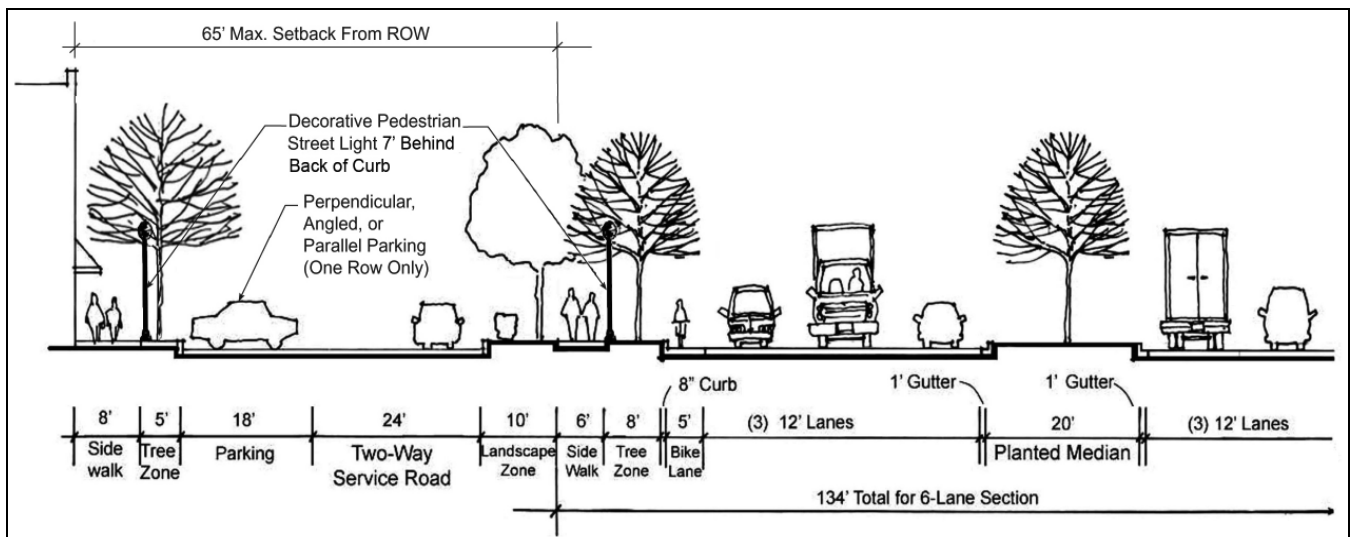 65' Max. Setback From ROW
Decorative Pedestrian
Street Light 7' Behind
Back of Curb
Perpendicular,
Angled, or
Parallel Parking
(One Row Only)
8" Curb
1' Gutter
1' Gutter
8'
5'
18'
24'
10'
6'
8'
5'
(3) 12' Lanes
20'
(3) 12' Lanes
Side
walk
Tree
Zone
Parking
Two-Way
Service Road
Landscape
Zone
Side
Walk
Tree
Zone
Bike
Lane
Planted Median
134' Total for 6-Lane Section